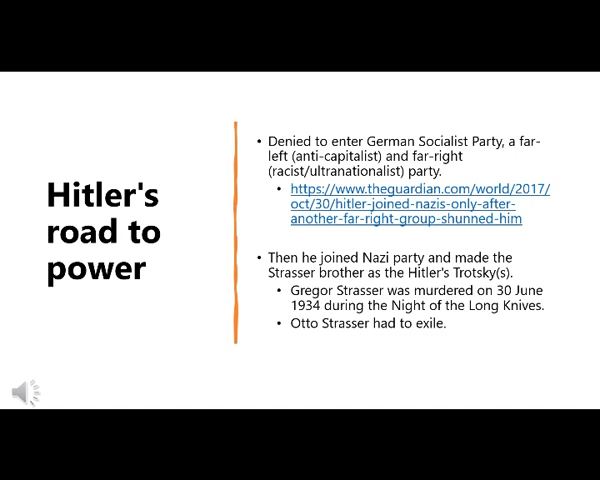 Hitler's
road to
power
• Denied to enter German Socialist Party, a far-
left (anti-capitalist) and far-right
(racist/ultranationalist) party.
• https://www.theguardian.com/world/2017/
oct/30/hitler-joined-nazis-only-after-
another-far-right-group-shunned-him
• Then he joined Nazi party and made the
Strasser brother as the Hitler's Trotsky(s).
• Gregor Strasser was murdered on 30 June
1934 during the Night of the Long Knives.
• Otto Strasser had to exile.